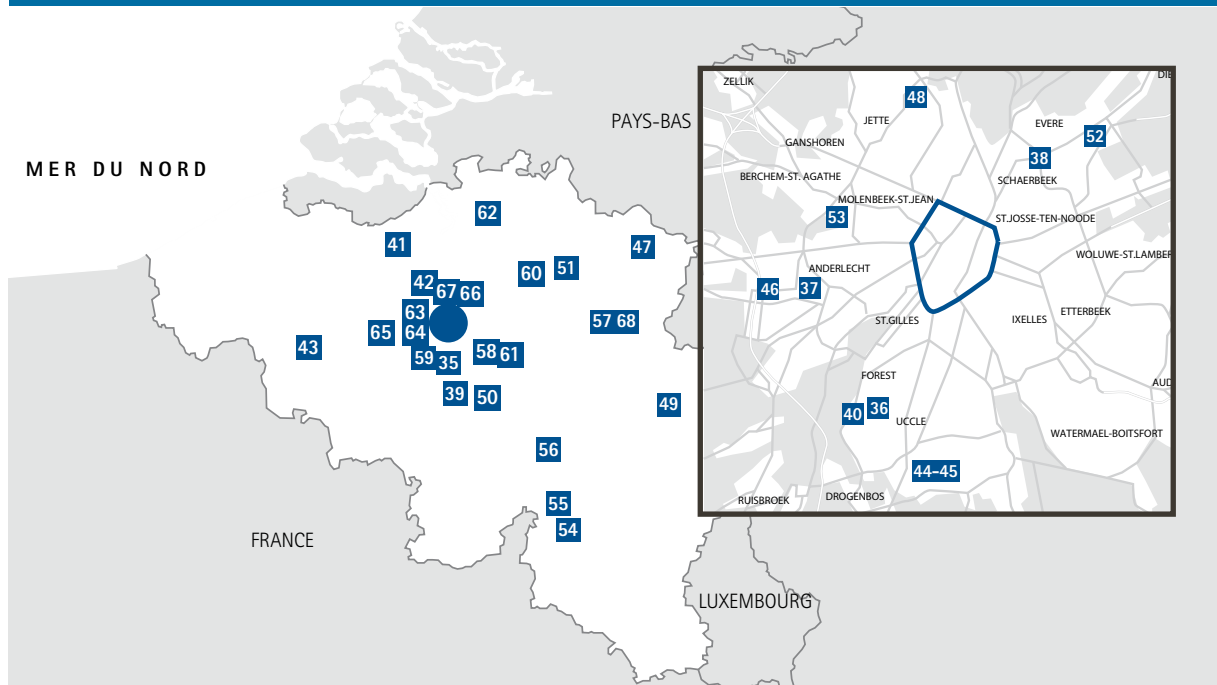 MER DU NORD
PAYS-BAS
FRANCE
LUXEMBOURG
62
41
47
60
51
42
67
66
63
65
64
57 68
43
59
35
58
61
39
50
49
56
55
54
ZELLIK
DIE
48
JETTE
EVERE
52
GANSHOREN
38
BERCHEM-ST. AGATHE
SCHAERBEEK
MOLENBEEK-ST.JEAN
53
ST.JOSSE-TEN-NOODE
WOLUWE-ST.LAMBER
ANDERLECHT
46
37
ETTERBEEK
ST.GILLES
IXELLES
FOREST
AUD
40
36
UCCLE
WATERMAEL-BOITSFORT
44-45
RUISBROEK
DROGENBOS